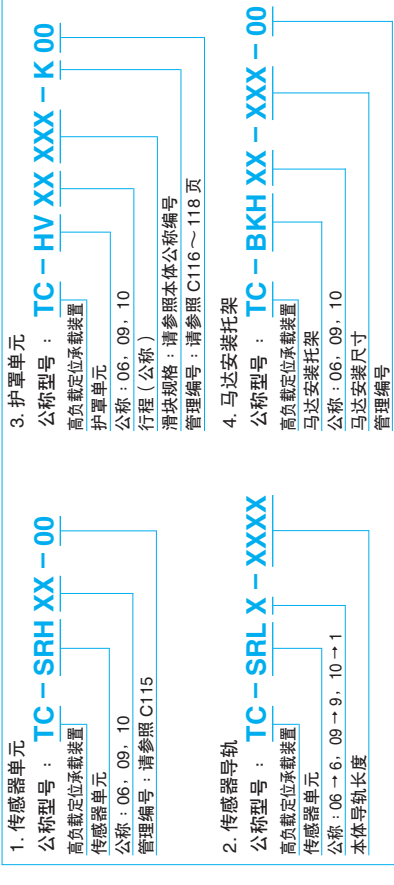 1. 传感器单元
公称型号 : TC－SRH XX－00
高负载定位承载装置
传感器单元
公称 : 06，09，10
管理编号 : 请参照 C115
2. 传感器导轨
公称型号 : TC－SRL X－XXXX
高负载定位承载装置
传感器单元
公称 : 06→6，09→9，10→1
本体导轨长度
3. 护罩单元
公称型号 : TC－HV XX XXX－K 00
高负载定位承载装置
护罩单元
公称 : 06，09，10
行程（公称）
滑块规格 : 请参照本体公称编号
管理编号 : 请参照 C116～118 页
4. 马达安装托架
公称型号 : TC－BKH XX－XXX－00
高负载定位承载装置
马达安装托架
公称 : 06，09，10
马达安装尺寸
管理编号